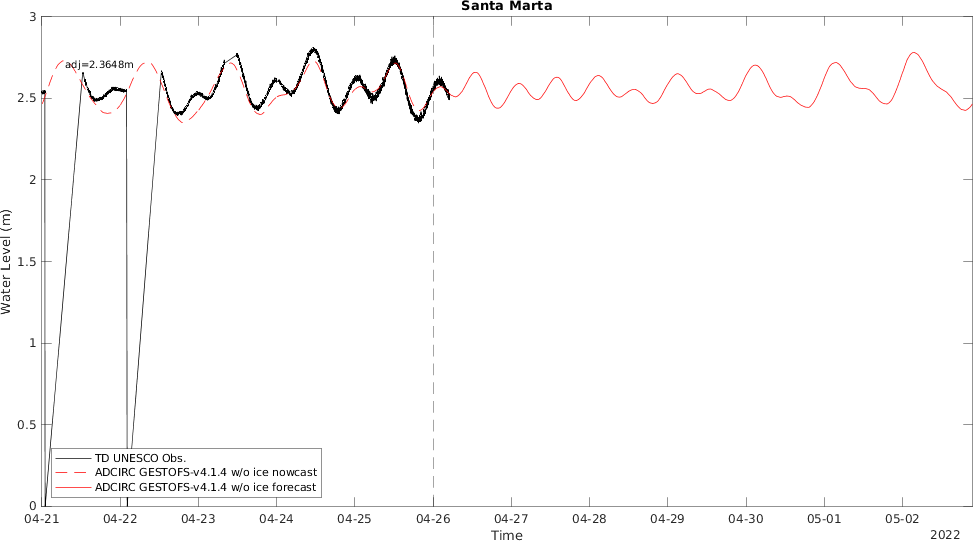 Santa Marta
3
adj=2.3648m
2.5
2
1.5
1
0.5
0
Water Level (m)
TD UNESCO Obs.
ADCIRC GESTOFS-v4.1.4 w/o ice nowcast
ADCIRC GESTOFS-v4.1.4 w/o ice forecast
04-21 04-22 04-23 04-24 04-25 04-26 04-27 04-28 04-29 04-30 05-01 05-02
Time
2022